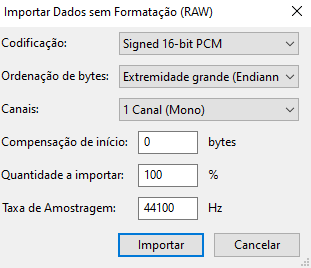 Importar Dados sem Formatação (RAW)
Codificação: Signed 16-bit PCM
Ordenação de bytes: Extremidade grande (Endiann
Canais: 1 Canal (Mono)
Compensação de início: 0 bytes
Quantidade a importar: 100 %
Taxa de Amostragem: 44100 Hz
Importar Cancelar